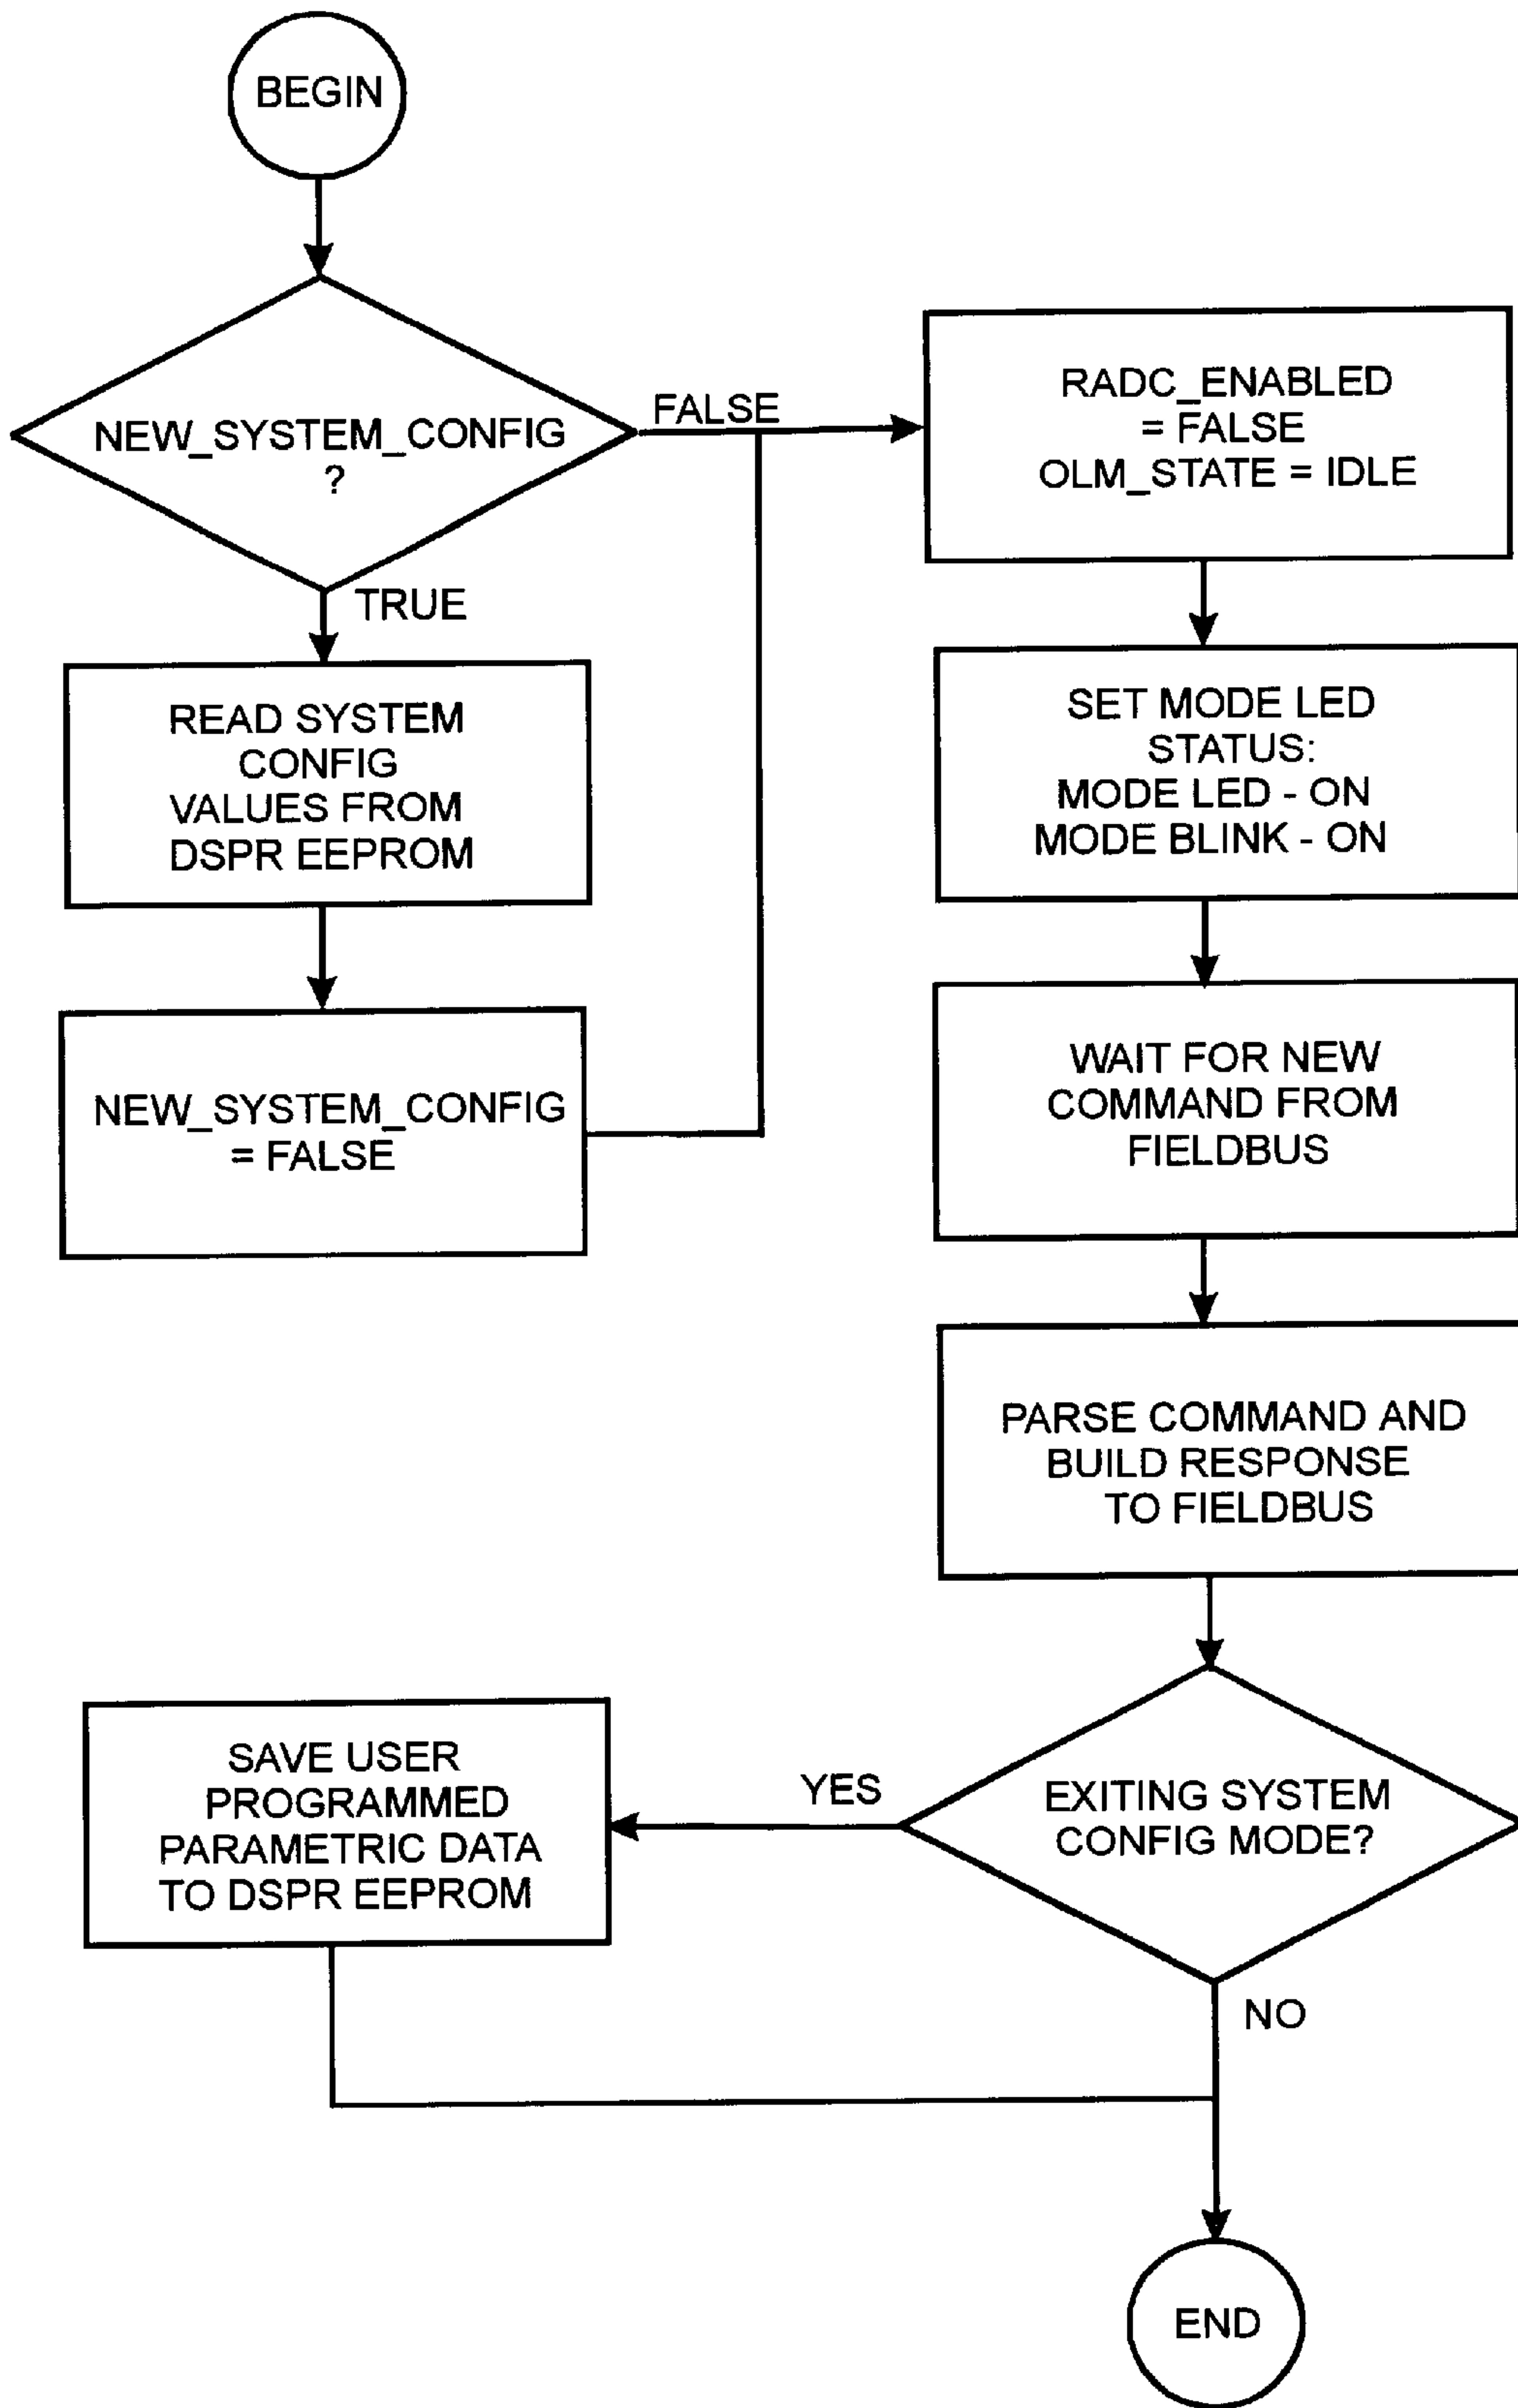 BEGIN
NEW_SYSTEM_CONFIG
?
FALSE
TRUE
READ SYSTEM
CONFIG
VALUES FROM
DSPR EEPROM
NEW_SYSTEM_CONFIG
= FALSE
RADC_ENABLED
= FALSE
OLM_STATE = IDLE
SET MODE LED
STATUS:
MODE LED - ON
MODE BLINK - ON
WAIT FOR NEW
COMMAND FROM
FIELDBUS
PARSE COMMAND AND
BUILD RESPONSE
TO FIELDBUS
EXITING SYSTEM
CONFIG MODE?
YES
SAVE USER
PROGRAMMED
PARAMETRIC DATA
TO DSPR EEPROM
NO
END